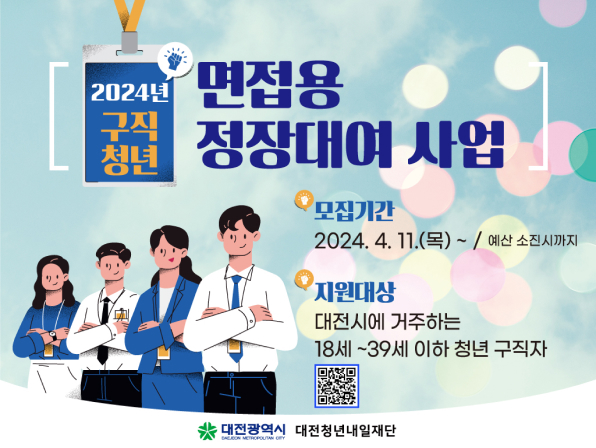 2024년
구직
청년
면접용
정장대여 사업
모집기간
2024. 4. 11.(목) ~ / 예산 소진시까지
지원대상
대전시에 거주하는
18세 ~39세 이하 청년 구직자
대전광역시
DAEJEON METROPOLITAN CITY
대전청년내일재단